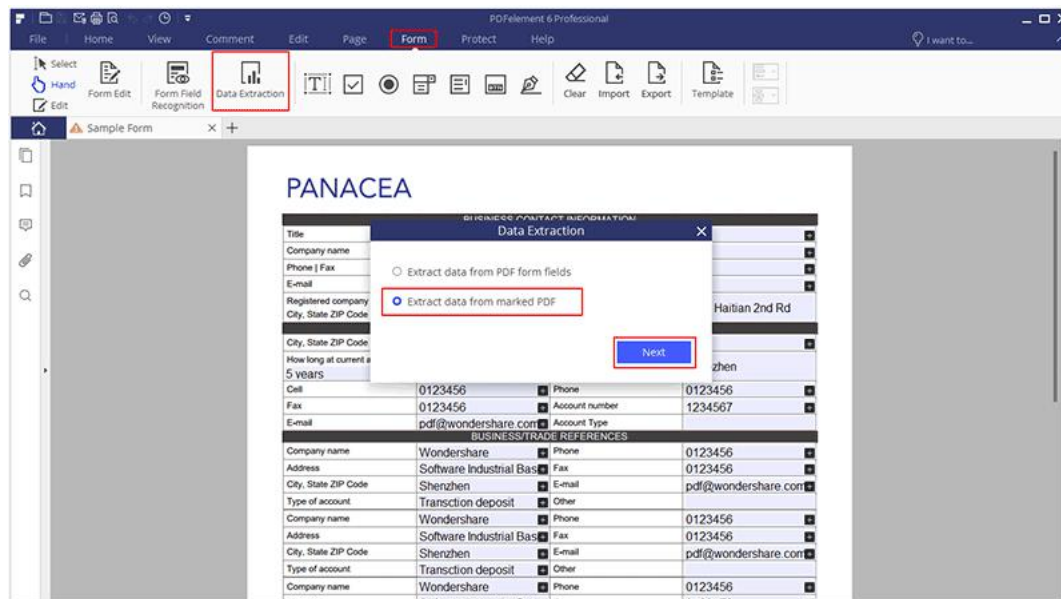 PDFelement 6 Professional
File Home View Comment Edit Page Form Protect Help I want to...
Select
Hand
Edit
Form Edit
Form Field Recognition
Data Extraction
Clear Import Export Template
Sample Form
PANACEA
BUSINESS CONTACT INFORMATION
Data Extraction
Extract data from PDF form fields
Extract data from marked PDF
Next
Title
Company name
Phone | Fax
E-mail
Registered company
City, State ZIP Code Haitian 2nd Rd
City, State ZIP Code
How long at current
5 years
Cell 0123456 Phone 0123456
Fax 0123456 Account number 1234567
E-mail pdf@wondershare.com Account Type
BUSINESS/TRADE REFERENCES
Company name Wondershare Phone 0123456
Address Software Industrial Bas Fax 0123456
City, State ZIP Code Shenzhen E-mail pdf@wondershare.com
Type of account Transction deposit Other
Company name Wondershare Phone 0123456
Address Software Industrial Bas Fax 0123456
City, State ZIP Code Shenzhen E-mail pdf@wondershare.com
Type of account Transction deposit Other
Company name Wondershare Phone 0123456